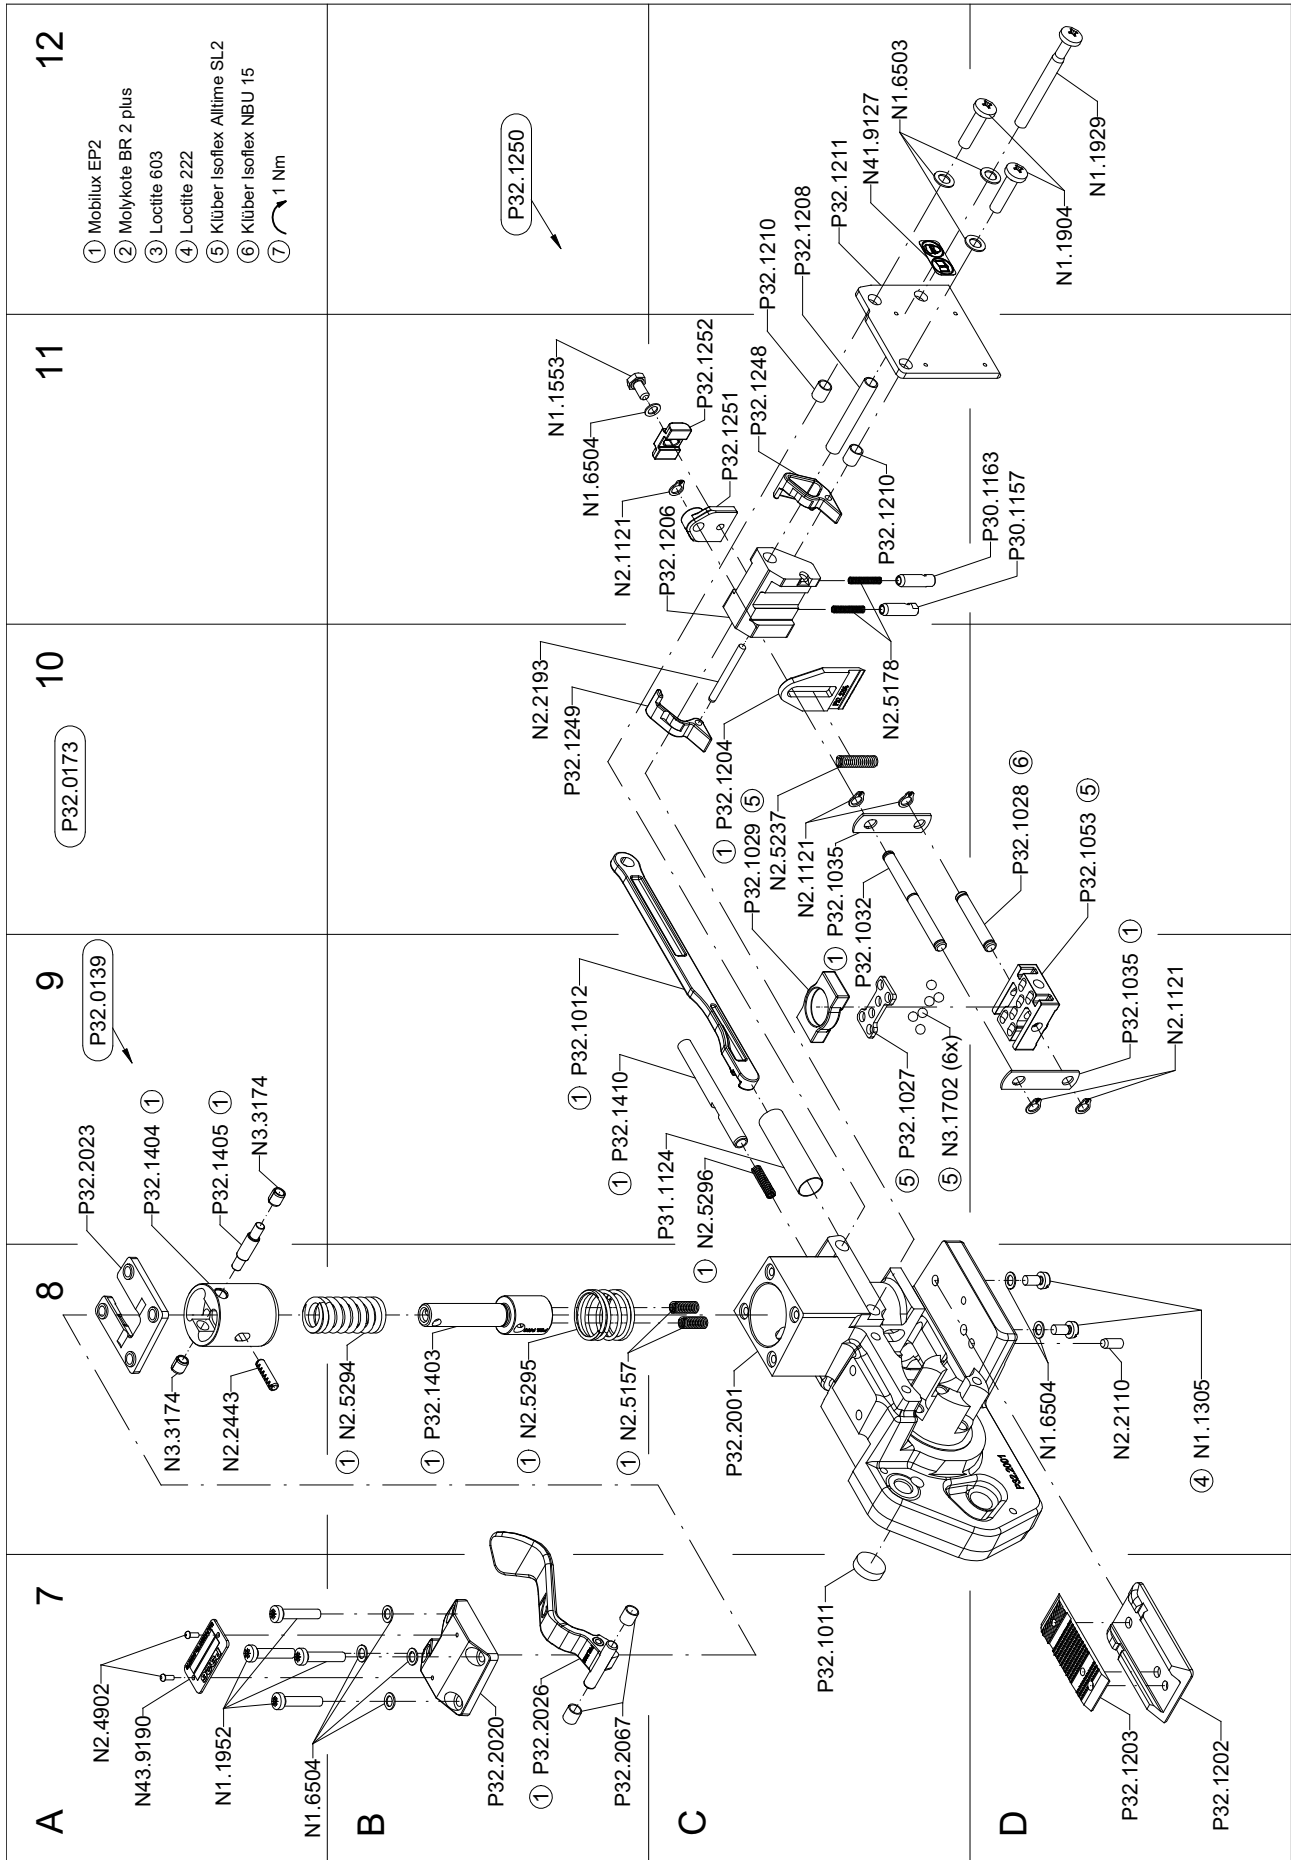 12
① Mobilux EP2
② Molykote BR 2 plus
③ Loctite 603
④ Loctite 222
⑤ Klüber Isoflex Alltime SL2
⑥ Klüber Isoflex NBU 15
⑦ 1 Nm
P32.1250
N1.6503
N41.9127
P32.1211
P32.1208
P32.1210
N1.1929
N1.1904
11
N1.1553
N1.6504
N2.1121
P32.1252
P32.1251
P32.1206
P32.1248
P32.1210
P30.1163
P30.1157
10
P32.0173
N2.2193
P32.1249
N2.5178
① P32.1204
P32.1029 ⑤
N2.5237
N2.1121
① P32.1035
P32.1032
P32.1028 ⑥
P32.1053 ⑤
9
P32.0139
P32.2023
P32.1404 ①
P32.1405 ①
N3.3174
① P32.1012
① P32.1410
P31.1124
① N2.5296
⑤ P32.1027
⑤ N3.1702 (6x)
P32.1035 ①
N2.1121
8
N3.3174
N2.2443
① N2.5294
① P32.1403
① N2.5295
① N2.5157
P32.2001
P32.2001
N1.6504
N2.2110
④ N1.1305
7
N2.4902
N43.9190
N1.1952
N1.6504
P32.2020
① P32.2026
P32.2067
P32.1011
P32.1203
P32.1202
A
B
C
D